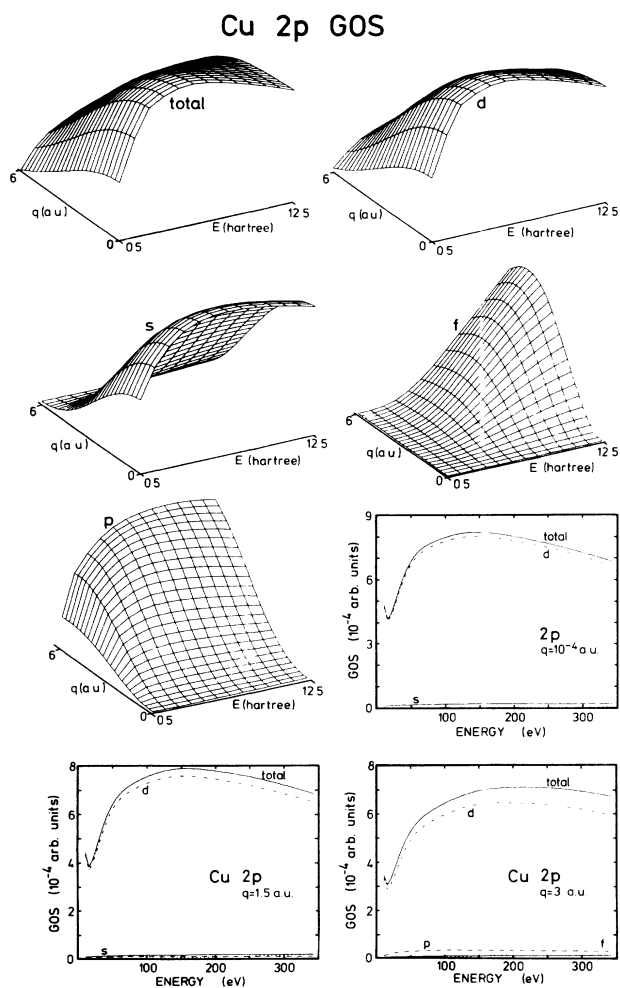 Cu 2p GOS
total
d
6
q(a u)
0
0 5
E (hartree)
12 5
6
q(a u)
0
0 5
E (hartree)
12 5
s
f
6
q(a u)
0
0 5
E (hartree)
12 5
6
q(a u)
0
0 5
E (hartree)
12 5
p
6
q(a u)
0
0 5
E (hartree)
12 5
9
6
3
0
GOS (10⁻⁴ arb. units)
total
d
2p
q=10⁻⁴ a.u.
s
100 200 300
ENERGY (eV)
8
6
4
2
0
GOS (10⁻⁴ arb. units)
total
d
Cu 2p
q=1.5 a.u.
s
100 200 300
ENERGY (eV)
8
6
4
2
0
GOS (10⁻⁴ arb. units)
total
d
Cu 2p
q=3 a.u.
p
f
100 200 300
ENERGY (eV)